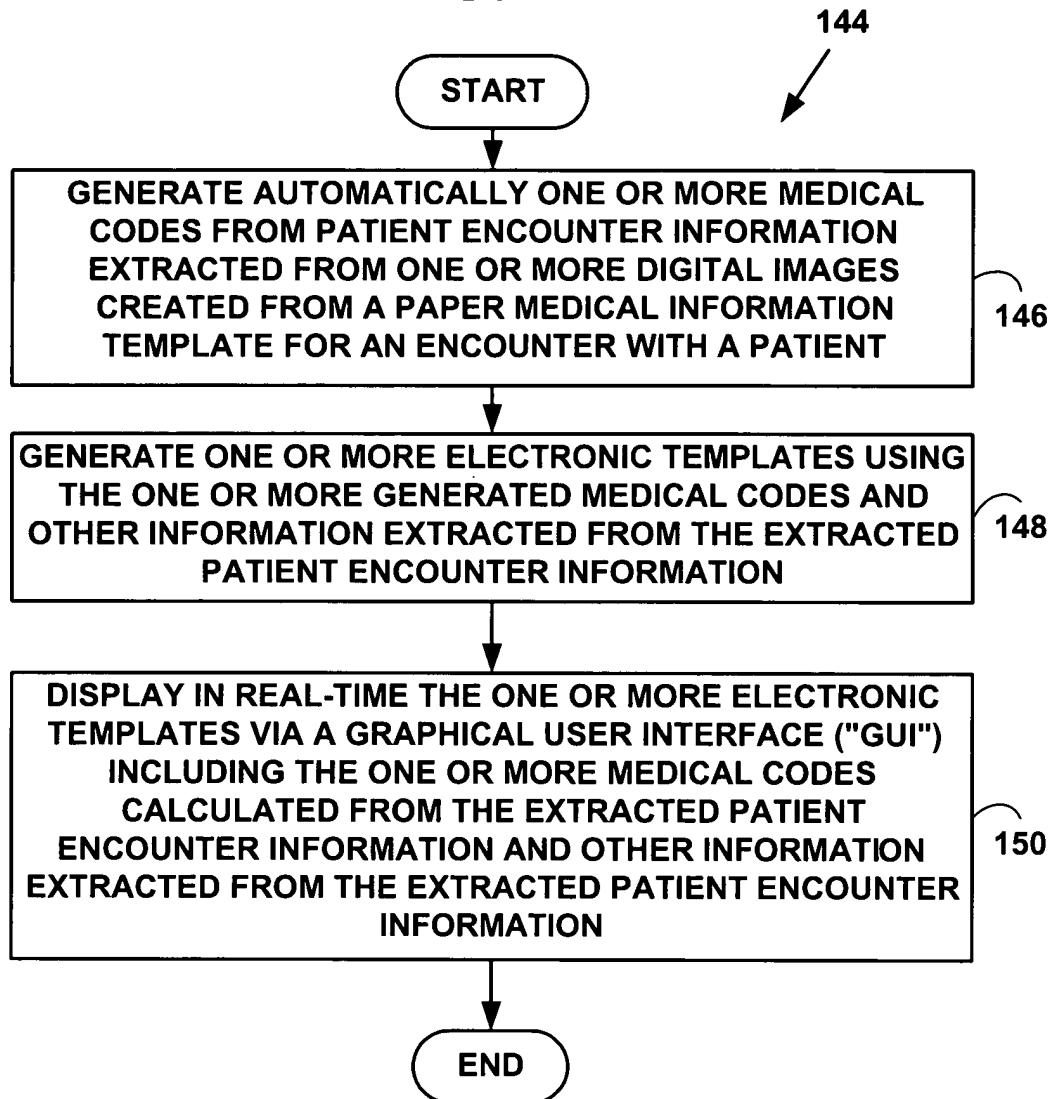 144
START
GENERATE AUTOMATICALLY ONE OR MORE MEDICAL
CODES FROM PATIENT ENCOUNTER INFORMATION
EXTRACTED FROM ONE OR MORE DIGITAL IMAGES
CREATED FROM A PAPER MEDICAL INFORMATION
TEMPLATE FOR AN ENCOUNTER WITH A PATIENT
146
GENERATE ONE OR MORE ELECTRONIC TEMPLATES USING
THE ONE OR MORE GENERATED MEDICAL CODES AND
OTHER INFORMATION EXTRACTED FROM THE EXTRACTED
PATIENT ENCOUNTER INFORMATION
148
DISPLAY IN REAL-TIME THE ONE OR MORE ELECTRONIC
TEMPLATES VIA A GRAPHICAL USER INTERFACE ("GUI")
INCLUDING THE ONE OR MORE MEDICAL CODES
CALCULATED FROM THE EXTRACTED PATIENT
ENCOUNTER INFORMATION AND OTHER INFORMATION
EXTRACTED FROM THE EXTRACTED PATIENT ENCOUNTER
INFORMATION
150
END